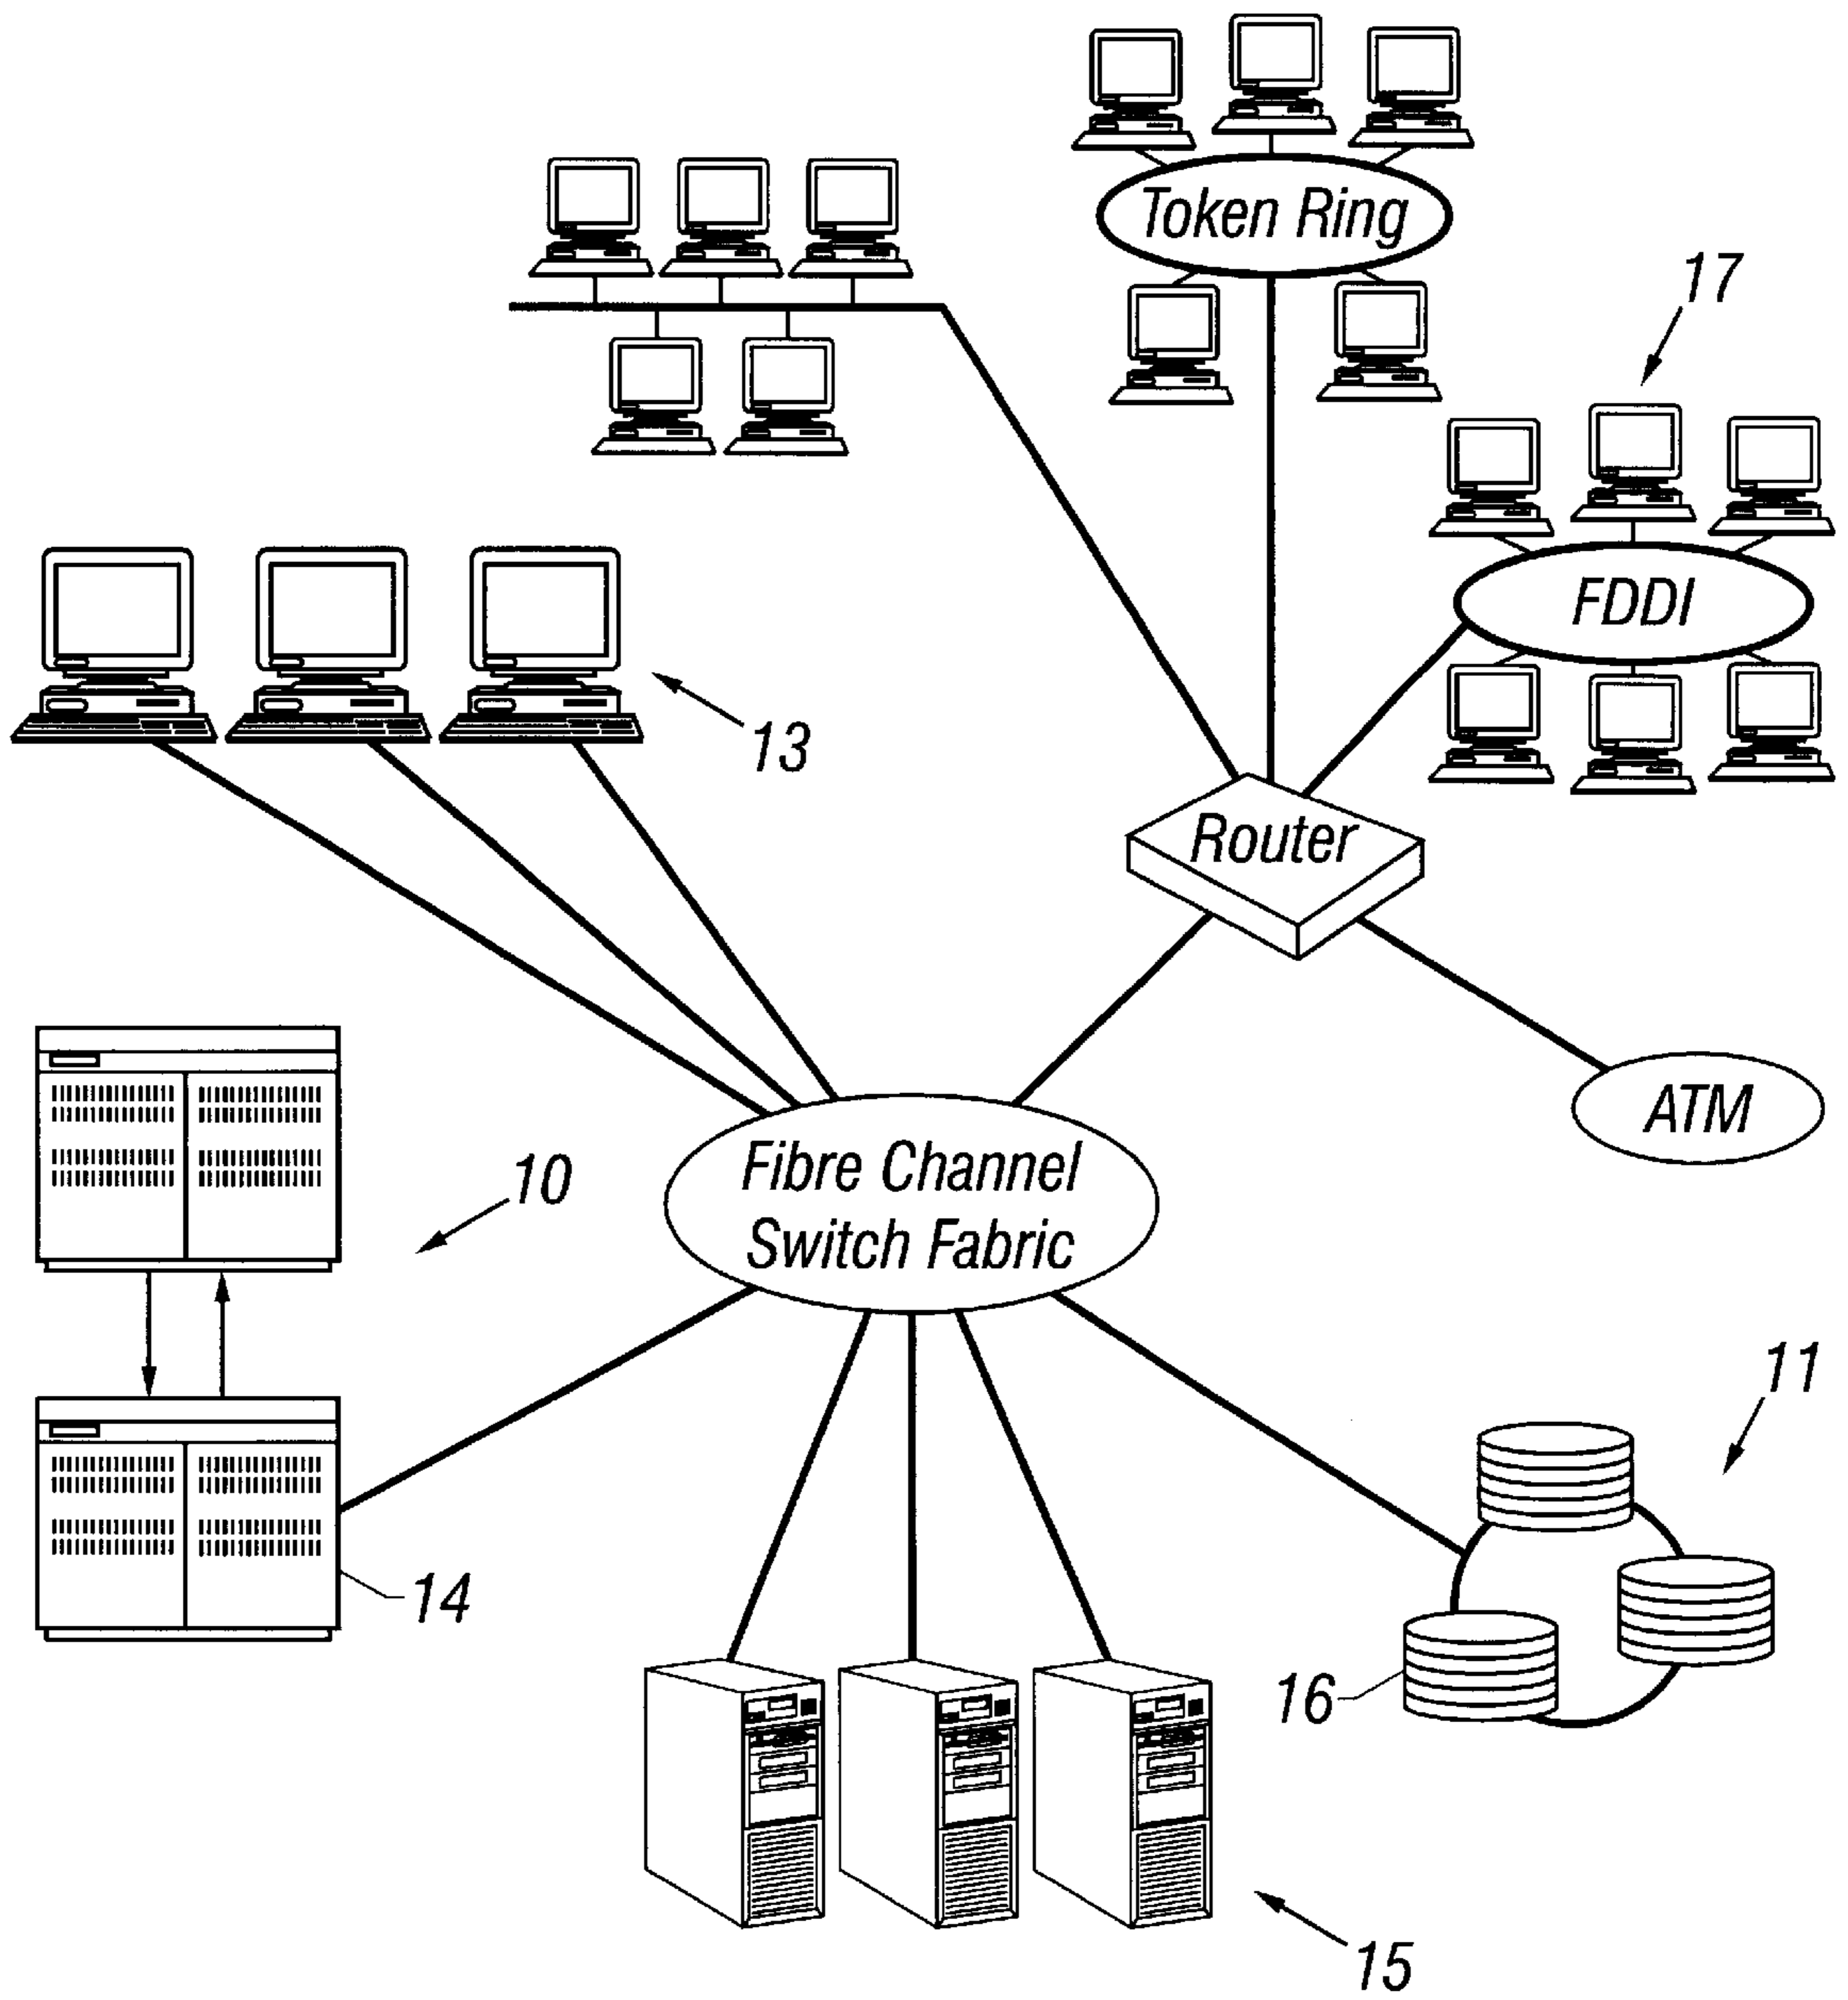 Token Ring
17
FDDI
13
Router
ATM
10
Fibre Channel
Switch Fabric
11
14
16
15